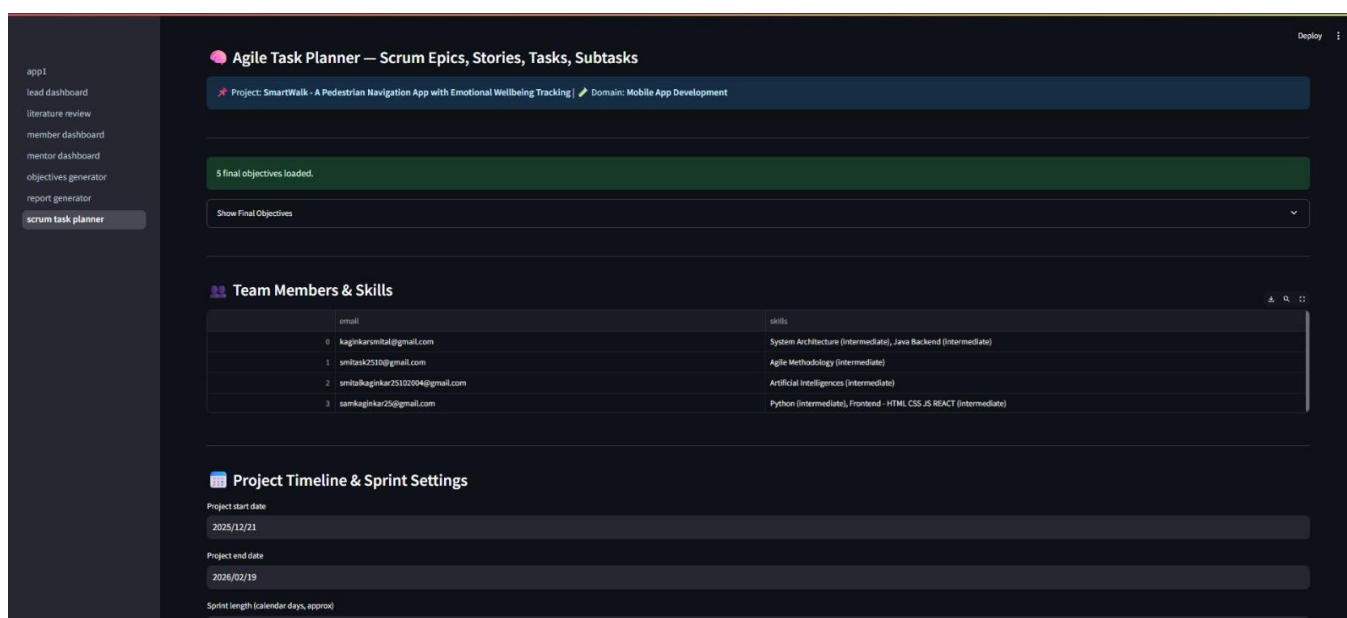 Deploy
app1
lead dashboard
literature review
member dashboard
mentor dashboard
objectives generator
report generator
scrum task planner
Agile Task Planner — Scrum Epics, Stories, Tasks, Subtasks
Project: SmartWalk - A Pedestrian Navigation App with Emotional Wellbeing Tracking | Domain: Mobile App Development
5 final objectives loaded.
Show Final Objectives
Team Members & Skills
email skills
0 kaginkarsmital@gmail.com System Architecture (intermediate), Java Backend (intermediate)
1 smitask2510@gmail.com Agile Methodology (intermediate)
2 smitalkaginkar25102004@gmail.com Artificial Intelligences (intermediate)
3 samkaginkar25@gmail.com Python (intermediate), Frontend - HTML CSS JS REACT (intermediate)
Project Timeline & Sprint Settings
Project start date
2025/12/21
Project end date
2026/02/19
Sprint length (calendar days, approx)